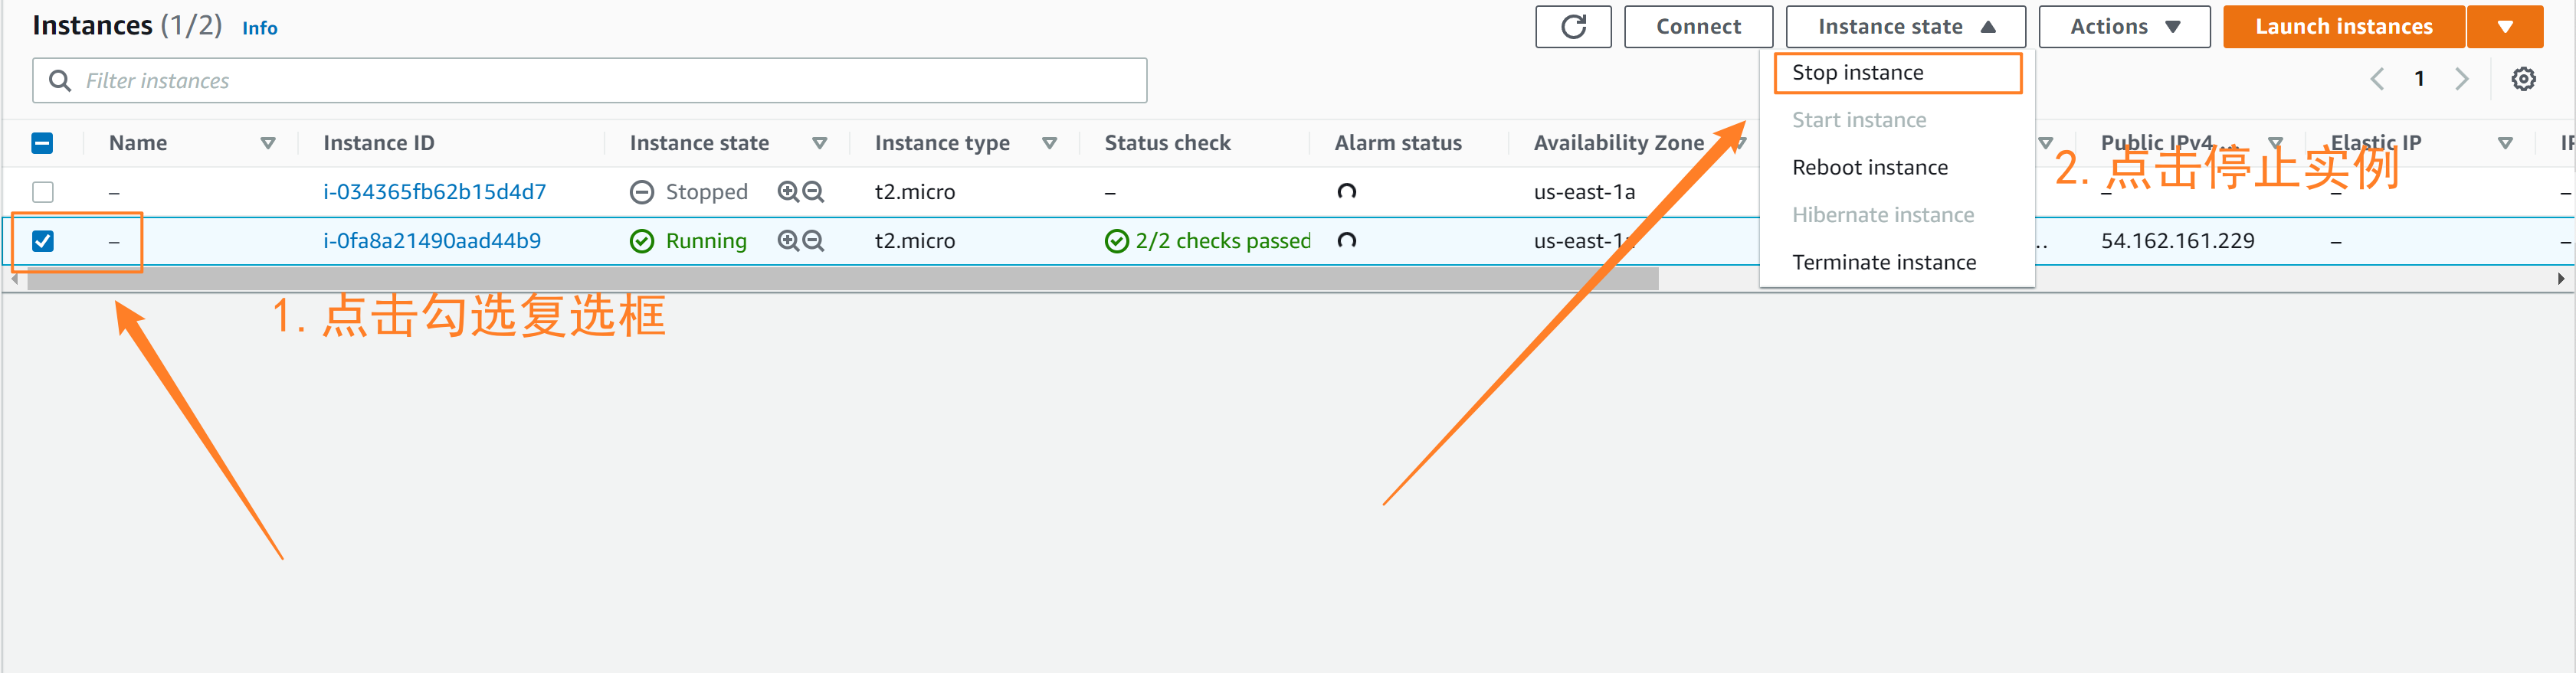 Instances (1/2) Info
Connect
Instance state
Actions
Launch instances
Filter instances
1
Stop instance
Start instance
Reboot instance
Hibernate instance
Terminate instance
Name
Instance ID
Instance state
Instance type
Status check
Alarm status
Availability Zone
Public IPv4 ...
Elastic IP
– i-034365fb62b15d4d7 Stopped t2.micro – us-east-1a – – –
2. 点击停止实例
– i-0fa8a21490aad44b9 Running t2.micro 2/2 checks passed us-east-1 .. 54.162.161.229 – –
1. 点击勾选复选框